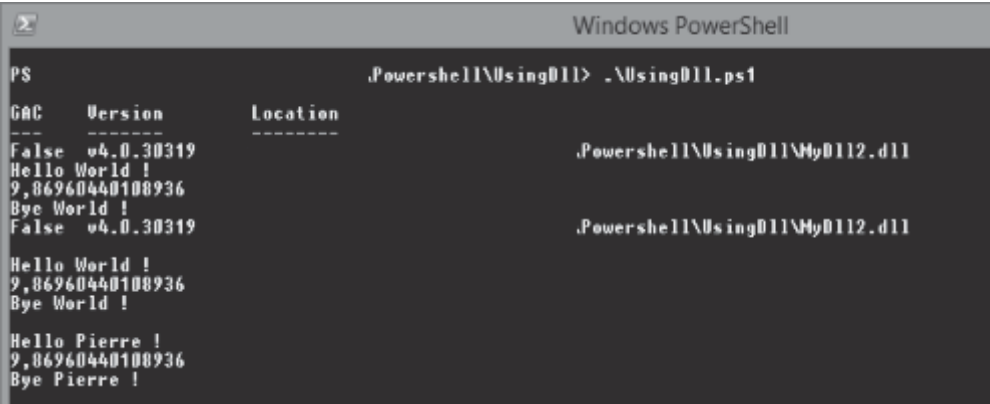 Windows PowerShell
PS .Powershell\UsingDll> .\UsingDll.ps1
GAC Version Location
--- ------- --------
False v4.0.30319 .Powershell\UsingDll\MyDll2.dll
Hello World !
9,86960440108936
Bye World !
False v4.0.30319 .Powershell\UsingDll\MyDll2.dll
Hello World !
9,86960440108936
Bye World !
Hello Pierre !
9,86960440108936
Bye Pierre !